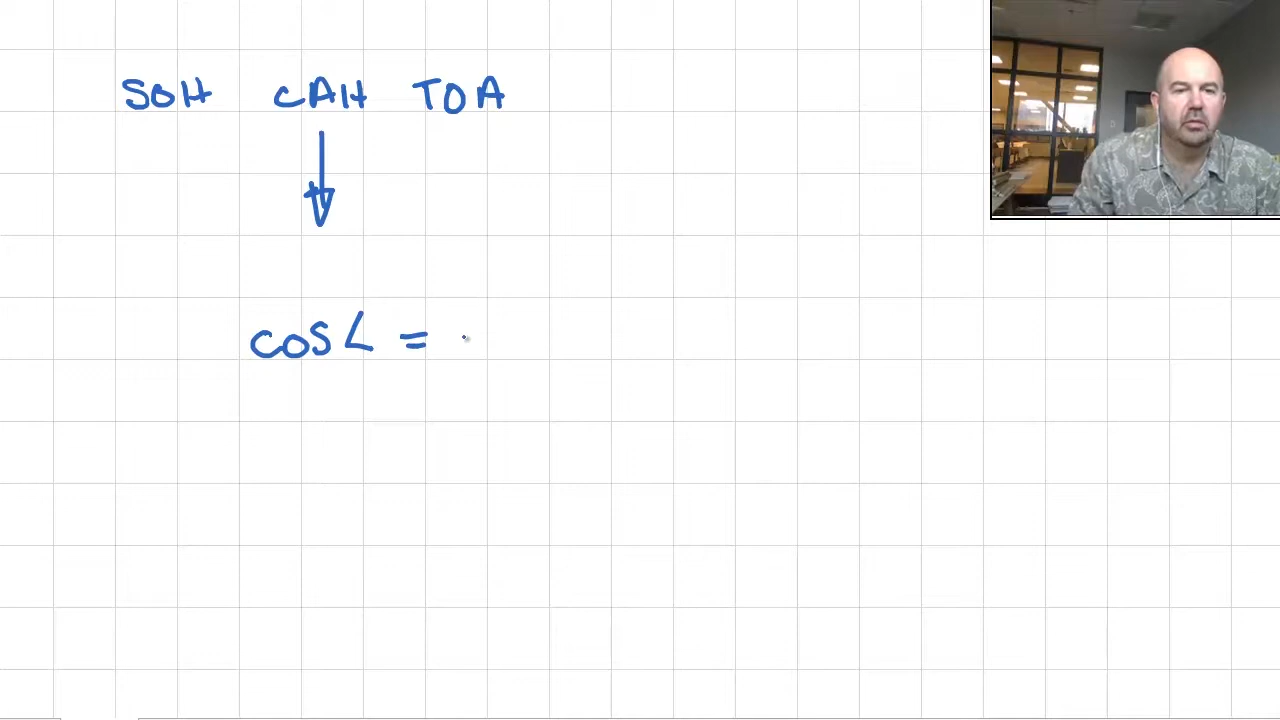 SOH CAH TOA
cos∠ =